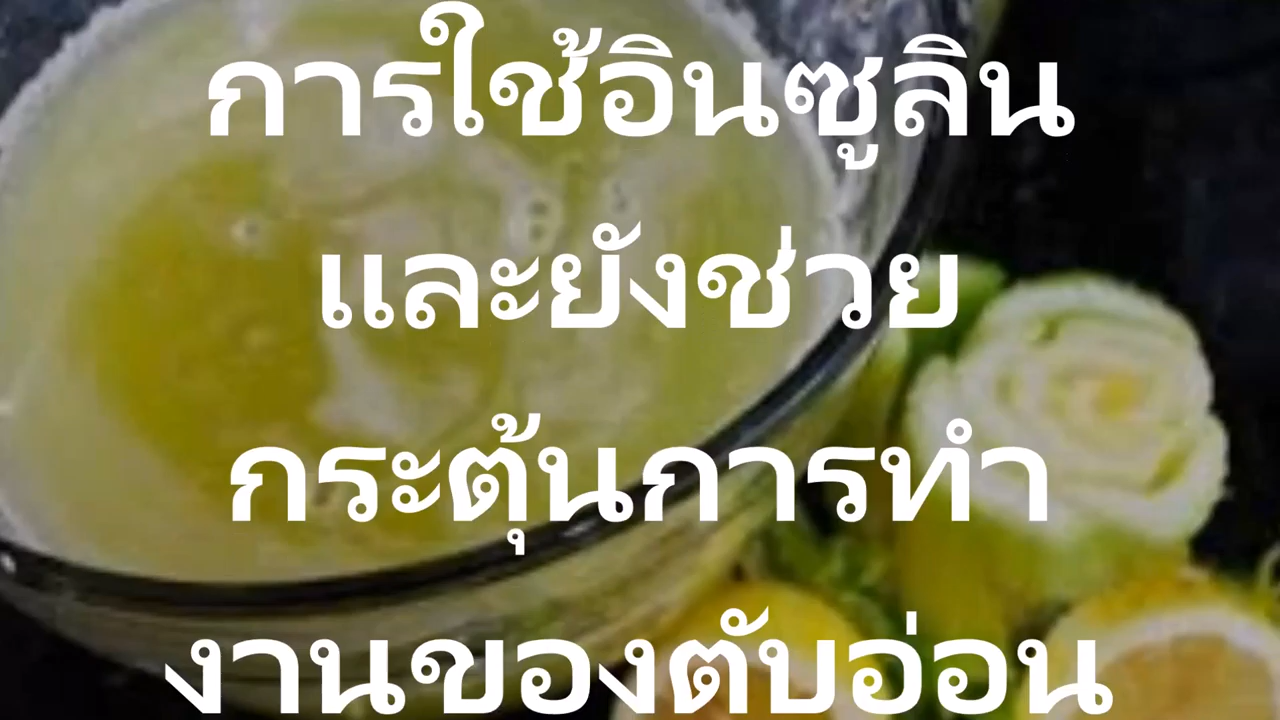 การใช้อินซูลิน
และยังช่วย
กระตุ้นการทำ
งานของตับอ่อน